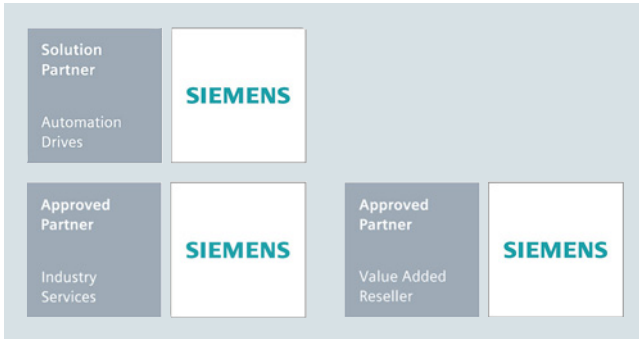 Solution
Partner
Automation
Drives
SIEMENS
Approved
Partner
Industry
Services
SIEMENS
Approved
Partner
Value Added
Reseller
SIEMENS